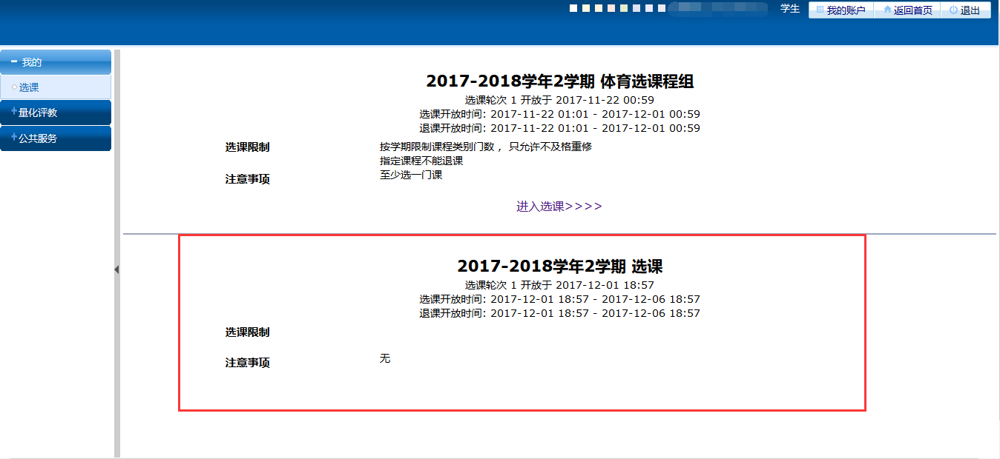 学生 我的账户 返回首页 退出
我的
选课
量化评教
公共服务
2017-2018学年2学期 体育选课程组
选课轮次 1 开放于 2017-11-22 00:59
选课开放时间: 2017-11-22 01:01 - 2017-12-01 00:59
退课开放时间: 2017-11-22 01:01 - 2017-12-01 00:59
选课限制 按学期限制课程类别门数 ，只允许不及格重修
指定课程不能退课
注意事项 至少选一门课
进入选课>>>>
2017-2018学年2学期 选课
选课轮次 1 开放于 2017-12-01 18:57
选课开放时间: 2017-12-01 18:57 - 2017-12-06 18:57
退课开放时间: 2017-12-01 18:57 - 2017-12-06 18:57
选课限制
注意事项 无